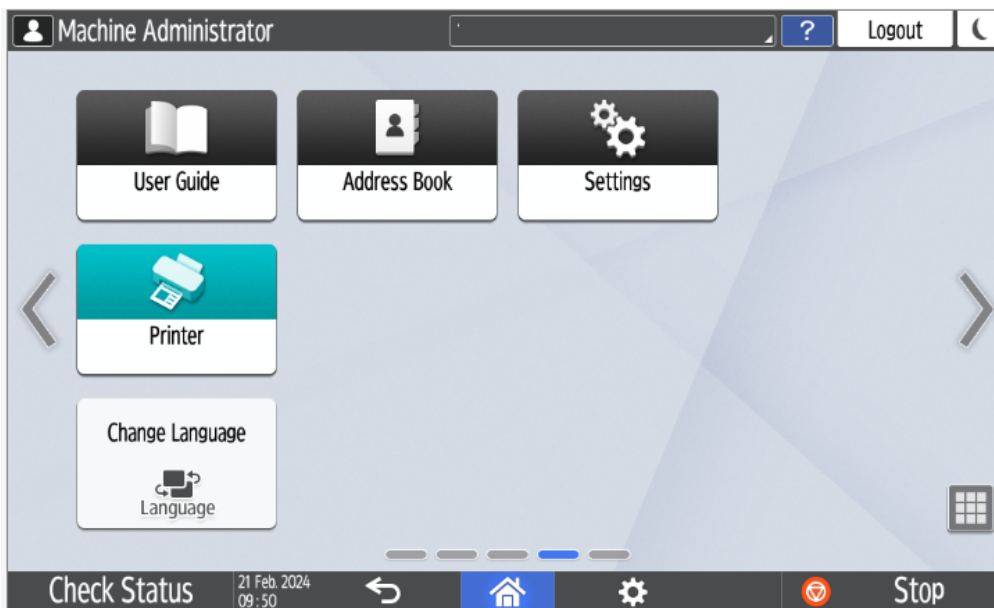 Machine Administrator
?
Logout
User Guide
Address Book
Settings
Printer
Change Language
Language
Check Status
21 Feb. 2024
09:50
Stop